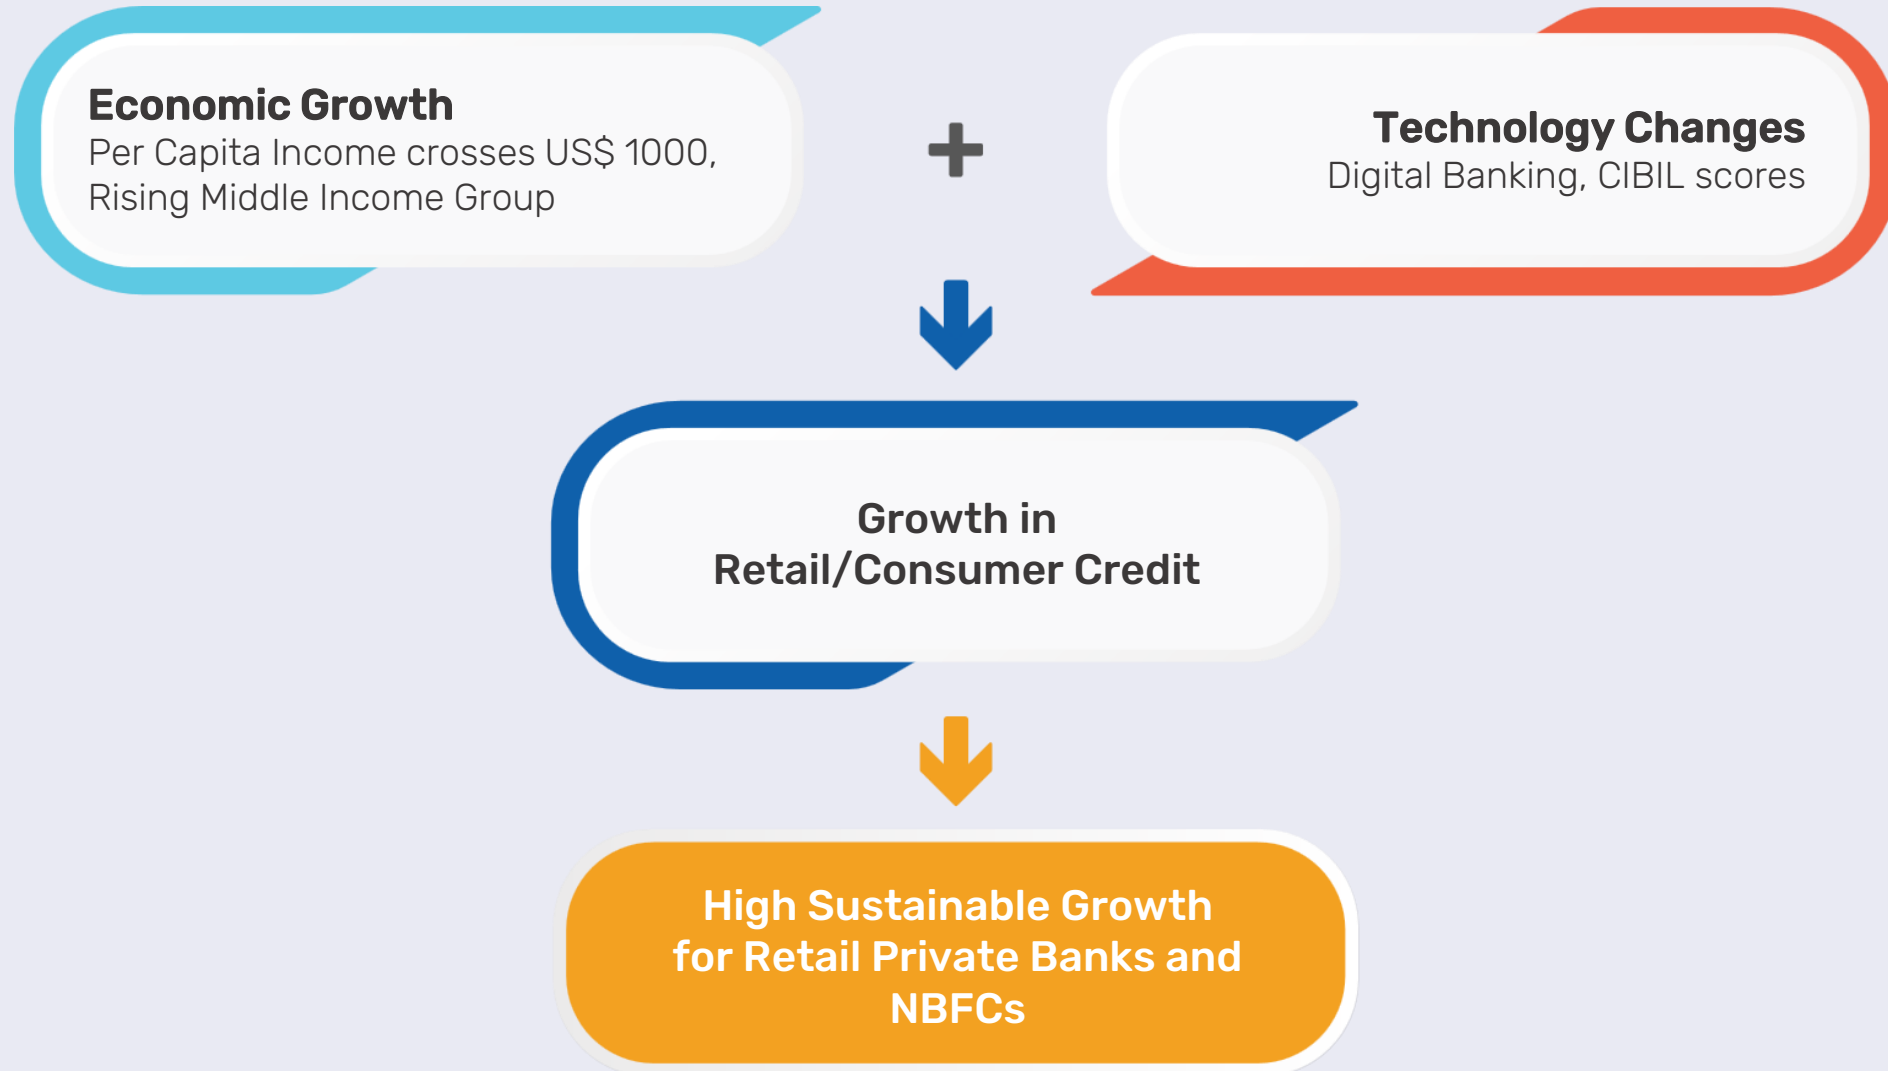 Economic Growth
Per Capita Income crosses US$ 1000,
Rising Middle Income Group
+
Technology Changes
Digital Banking, CIBIL scores
Growth in
Retail/Consumer Credit
High Sustainable Growth
for Retail Private Banks and
NBFCs